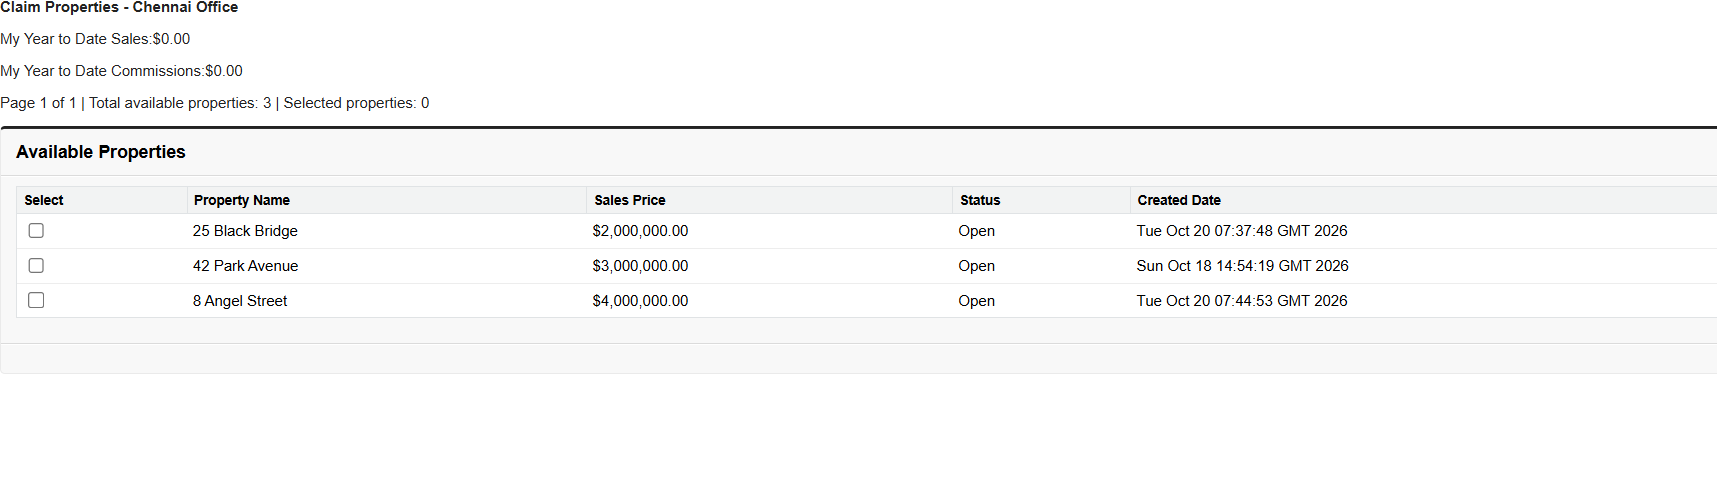 Claim Properties - Chennai Office
My Year to Date Sales:$0.00
My Year to Date Commissions:$0.00
Page 1 of 1 | Total available properties: 3 | Selected properties: 0
Available Properties
Select Property Name Sales Price Status Created Date
25 Black Bridge $2,000,000.00 Open Tue Oct 20 07:37:48 GMT 2026
42 Park Avenue $3,000,000.00 Open Sun Oct 18 14:54:19 GMT 2026
8 Angel Street $4,000,000.00 Open Tue Oct 20 07:44:53 GMT 2026